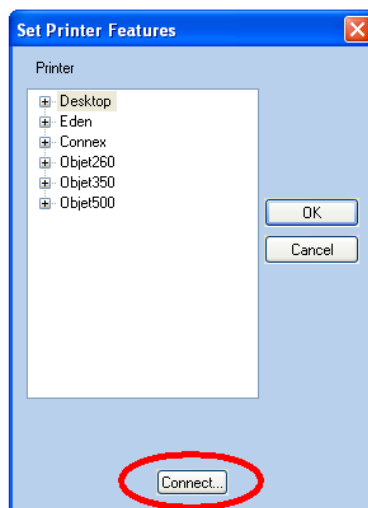 Set Printer Features
Printer
Desktop
Eden
Connex
Objet260
Objet350
Objet500
OK
Cancel
Connect...